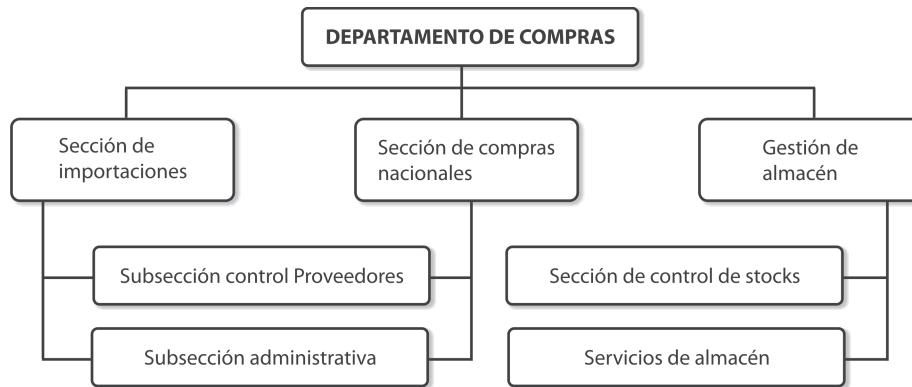 DEPARTAMENTO DE COMPRAS
Sección de
importaciones
Sección de compras
nacionales
Gestión de
almacén
Subsección control Proveedores
Sección de control de stocks
Subsección administrativa
Servicios de almacén